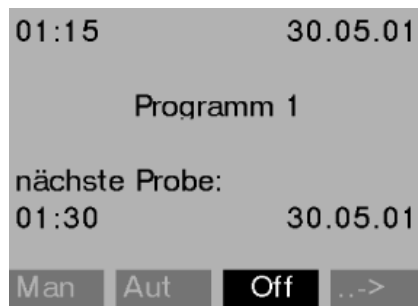 01:15 30.05.01
Programm 1
nächste Probe:
01:30 30.05.01
Man Aut Off ..->